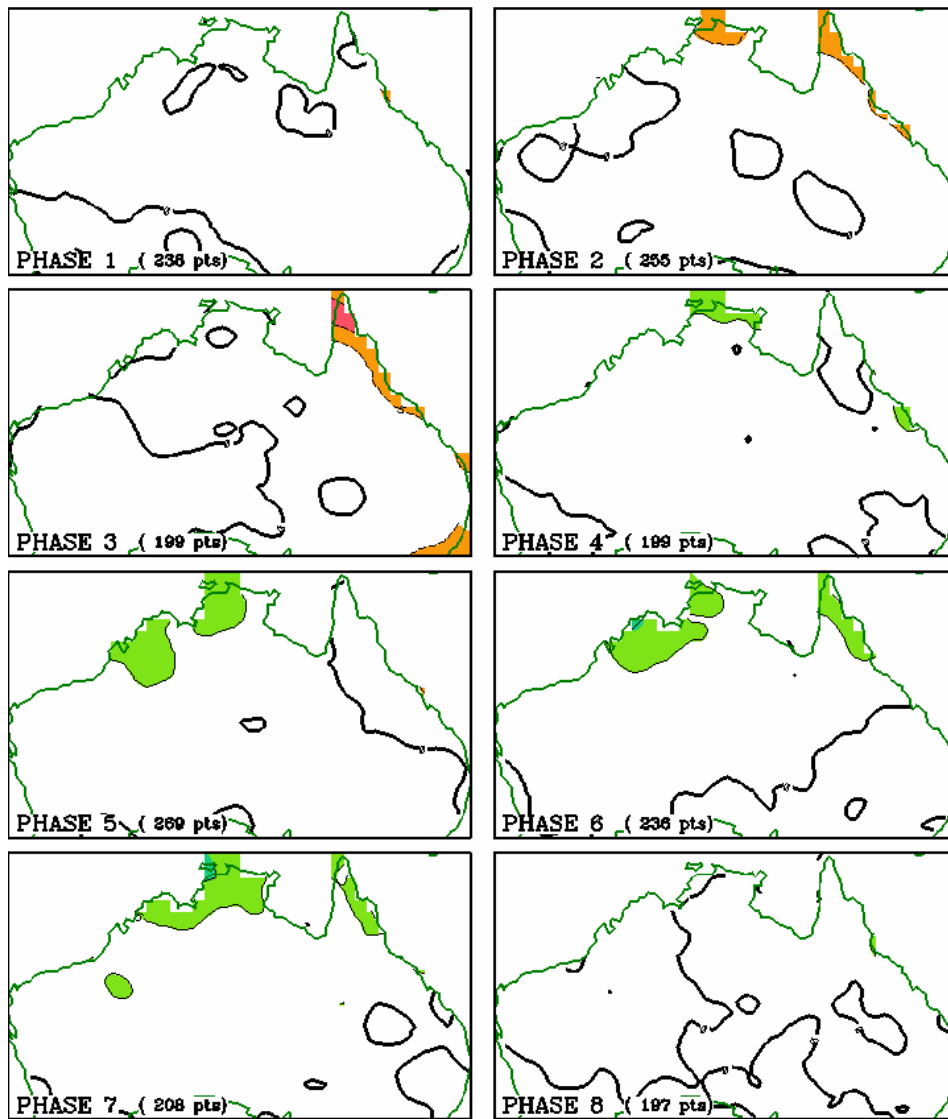 PHASE 1 ( 236 pts)
PHASE 2 ( 255 pts)
PHASE 3 ( 199 pts)
PHASE 4 ( 199 pts)
PHASE 5 ( 269 pts)
PHASE 6 ( 236 pts)
PHASE 7 ( 208 pts)
PHASE 8 ( 197 pts)